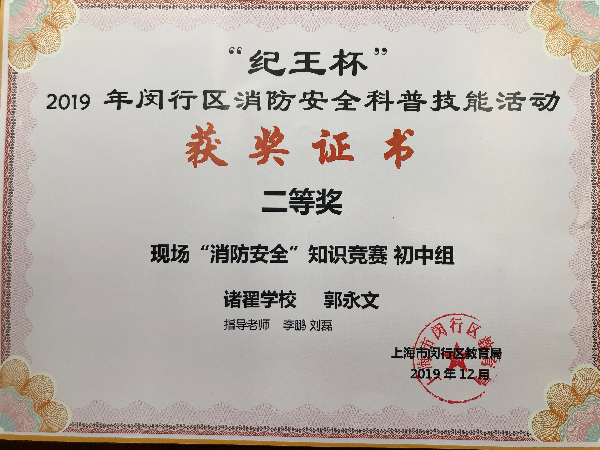 “纪王杯”
2019 年闵行区消防安全科普技能活动
获奖证书
二等奖
现场“消防安全”知识竞赛 初中组
诸翟学校 郭永文
指导老师 李鹏 刘磊
上海市闵行区教育局
2019 年 12 月
上海市闵行区教育局